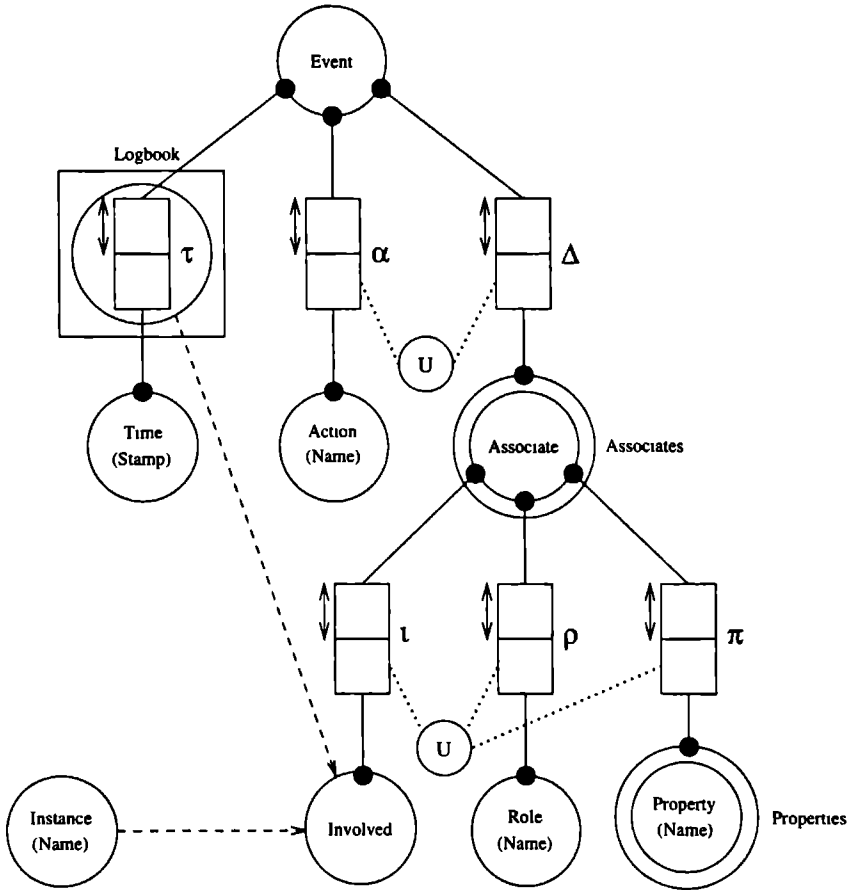 Event
Logbook
τ
α
Δ
U
Time
(Stamp)
Action
(Name)
Associate
Associates
ι
ρ
π
U
Instance
(Name)
Involved
Role
(Name)
Property
(Name)
Properties